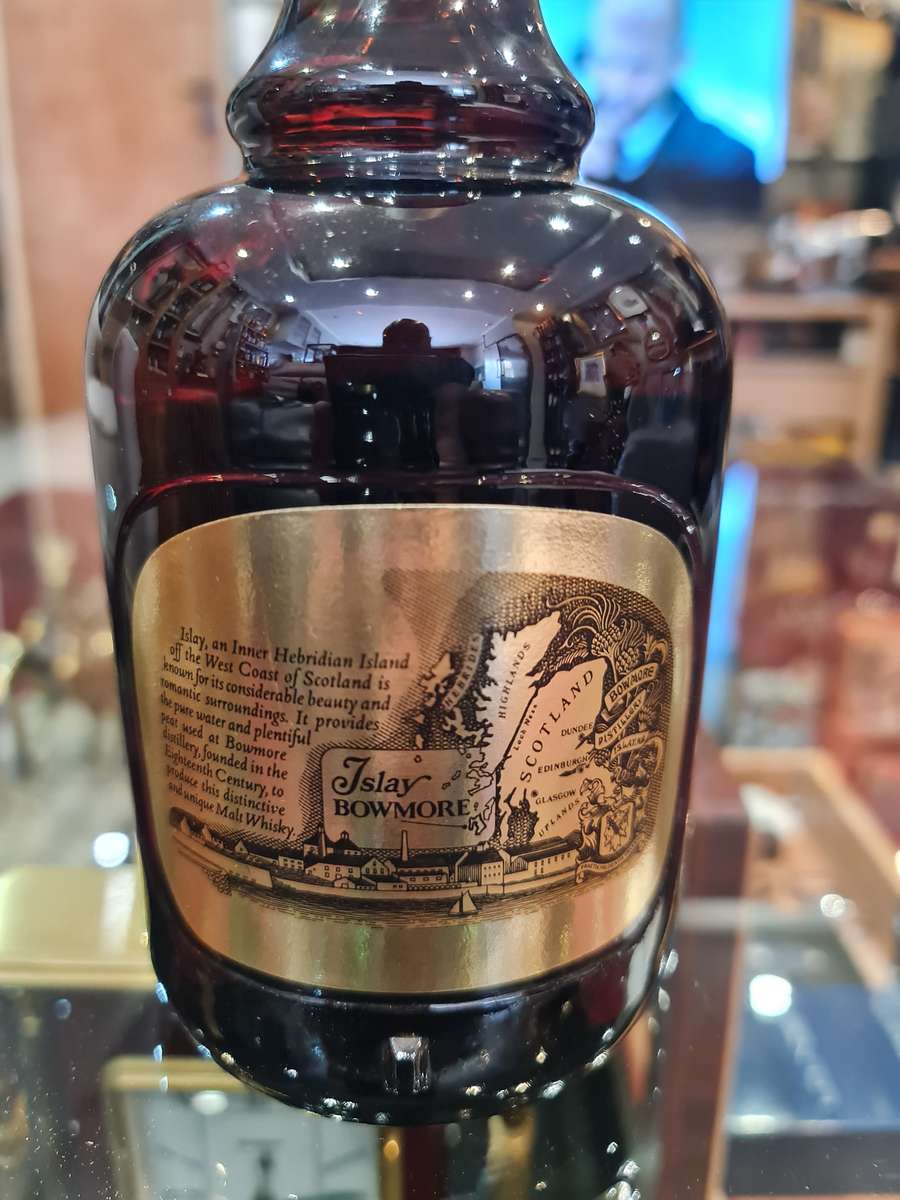 Islay, an Inner Hebridian Island
off the West Coast of Scotland is
known for its considerable beauty and
romantic surroundings. It provides
the pure water and plentiful
peat used at Bowmore
distillery, founded in the
Eighteenth Century, to
produce this distinctive
and unique Malt Whisky.
Islay
BOWMORE
HEBRIDES
HIGHLANDS
Loch Ness
SCOTLAND
DUNDEE
EDINBURGH
GLASGOW
UPLANDS
BOWMORE
DISTILLERY